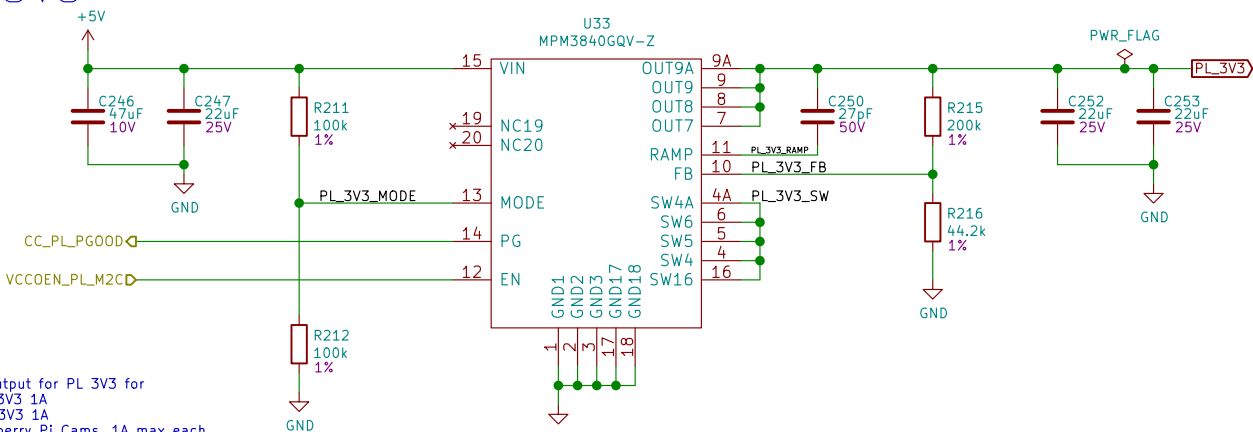 +5V
U33
MPM3840GQV-Z
PWR_FLAG
PL_3V3
15 VIN
OUT9A 9A
OUT9 9
OUT8 8
OUT7 7
C246
47uF
10V
C247
22uF
25V
R211
100k
1%
19 NC19
20 NC20
C250
27pF
50V
R215
200k
1%
C252
22uF
25V
C253
22uF
25V
RAMP 11 PL_3V3_RAMP
FB 10 PL_3V3_FB
GND
GND
PL_3V3_MODE 13 MODE
SW4A 4A PL_3V3_SW
SW6 6
SW5 5
SW4 4
SW16 16
R216
44.2k
1%
CC_PL_PGOOD 14 PG
VCCOEN_PL_M2C 12 EN
GND1 GND2 GND3 GND17 GND18
1 2 3 17 18
GND
R212
100k
1%
GND
for PL 3V3 for
3V3 1A
3V3 1A
Pi Cams, 1A max each